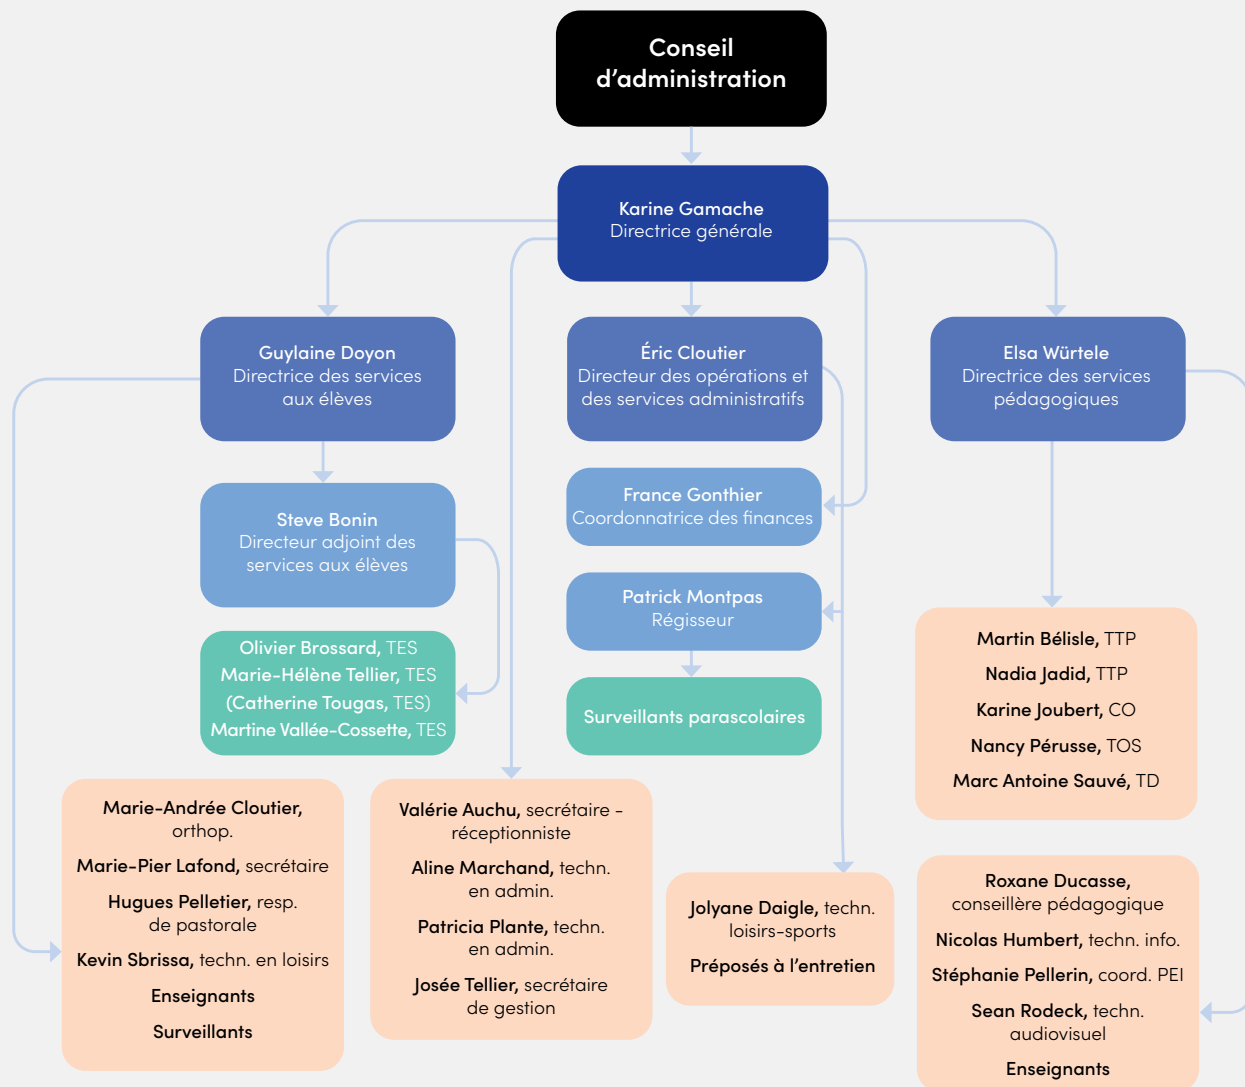 Conseil
d'administration
Karine Gamache
Directrice générale
Guylaine Doyon
Directrice des services
aux élèves
Éric Cloutier
Directeur des opérations et
des services administratifs
Elsa Würtele
Directrice des services
pédagogiques
Steve Bonin
Directeur adjoint des
services aux élèves
France Gonthier
Coordonnatrice des finances
Patrick Montpas
Régisseur
Olivier Brossard, TES
Marie-Hélène Tellier, TES
(Catherine Tougas, TES)
Martine Vallée-Cossette, TES
Surveillants parascolaires
Martin Bélisle, TTP
Nadia Jadid, TTP
Karine Joubert, CO
Nancy Pérusse, TOS
Marc Antoine Sauvé, TD
Marie-Andrée Cloutier,
orthop.
Marie-Pier Lafond, secrétaire
Hugues Pelletier, resp.
de pastorale
Kevin Sbrissa, techn. en loisirs
Enseignants
Surveillants
Valérie Auchu, secrétaire -
réceptionniste
Aline Marchand, techn.
en admin.
Patricia Plante, techn.
en admin.
Josée Tellier, secrétaire
de gestion
Jolyane Daigle, techn.
loisirs-sports
Préposés à l'entretien
Roxane Ducasse,
conseillère pédagogique
Nicolas Humbert, techn. info.
Stéphanie Pellerin, coord. PEI
Sean Rodeck, techn.
audiovisuel
Enseignants